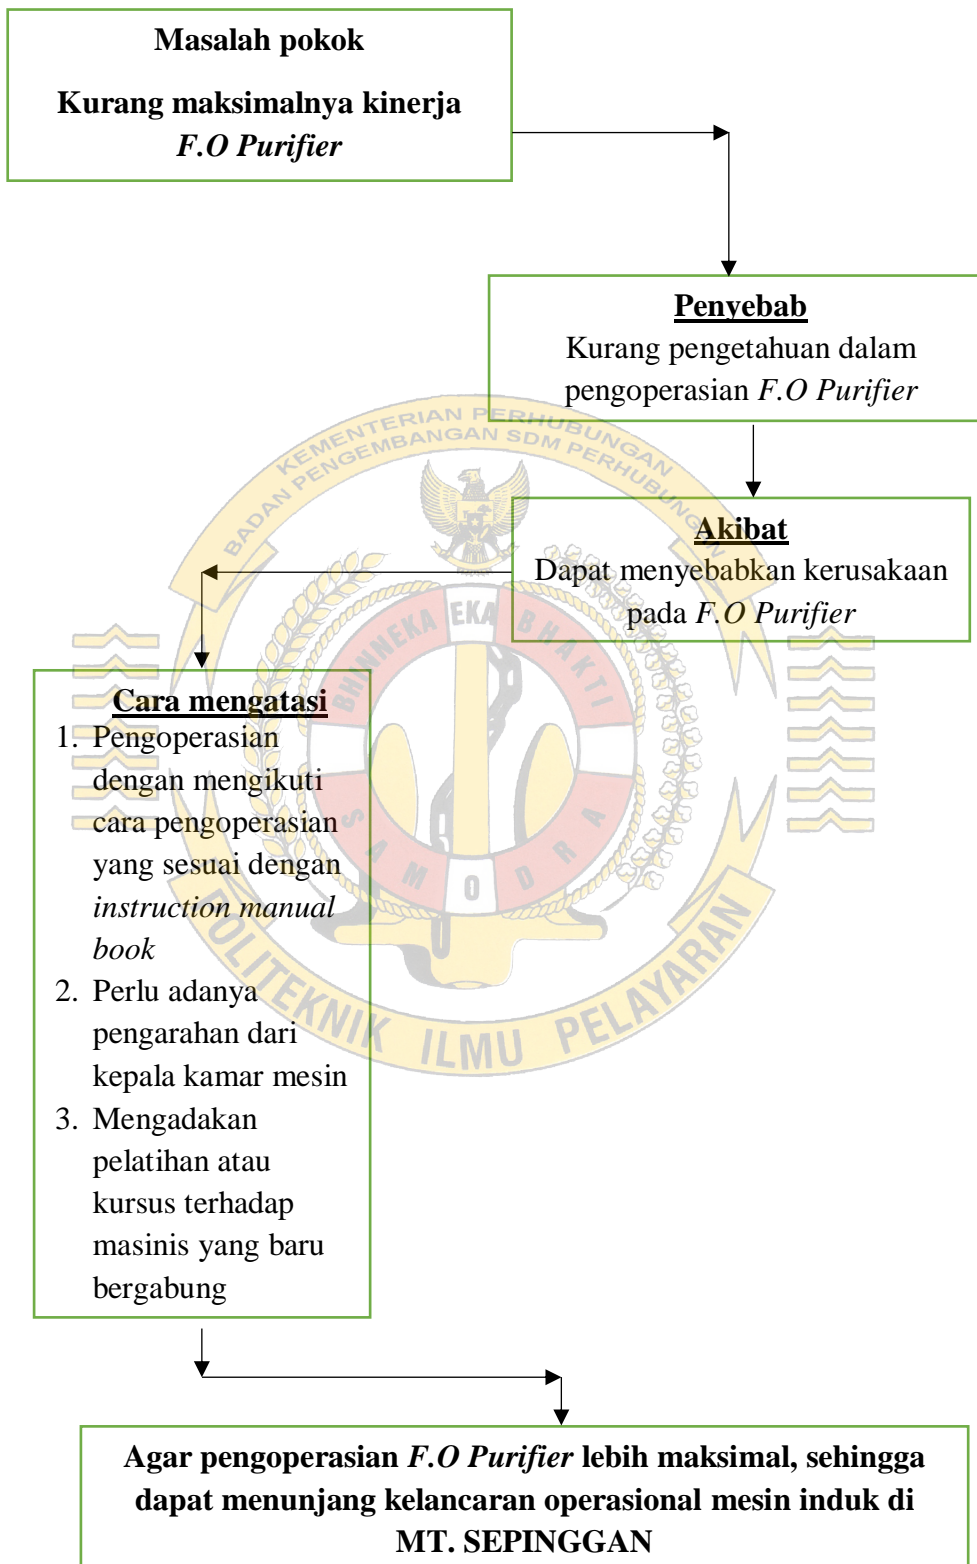 Masalah pokok
Kurang maksimalnya kinerja
F.O Purifier
Penyebab
Kurang pengetahuan dalam
pengoperasian F.O Purifier
KEMENTERIAN PERHUBUNGAN
BADAN PENGEMBANGAN SDM PERHUBUNGAN
Akibat
Dapat menyebabkan kerusakaan
pada F.O Purifier
BHINNEKA EKA BHAKTI
SAMODRA
Cara mengatasi
1. Pengoperasian
dengan mengikuti
cara pengoperasian
yang sesuai dengan
instruction manual
book
2. Perlu adanya
pengarahan dari
kepala kamar mesin
3. Mengadakan
pelatihan atau
kursus terhadap
masinis yang baru
bergabung
POLITEKNIK ILMU PELAYARAN
Agar pengoperasian F.O Purifier lebih maksimal, sehingga
dapat menunjang kelancaran operasional mesin induk di
MT. SEPINGGAN